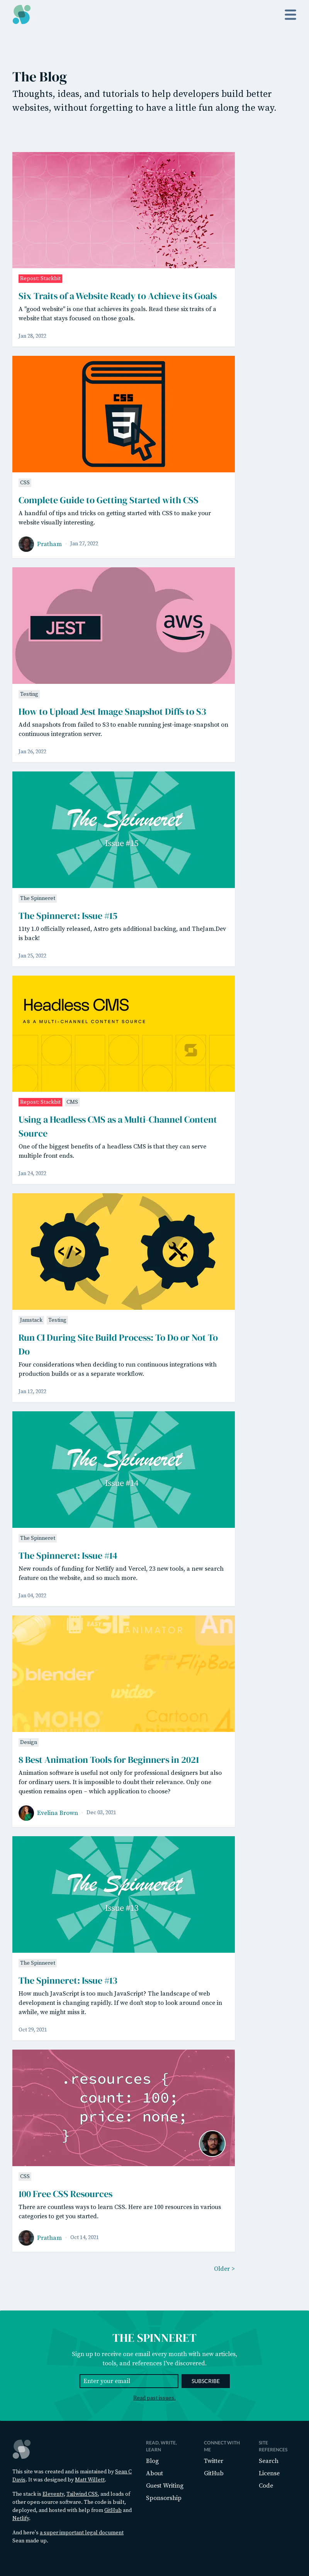 The Blog
Thoughts, ideas, and tutorials to help developers build better
websites, without forgetting to have a little fun along the way.
Repost: Stackbit
Six Traits of a Website Ready to Achieve its Goals
A "good website" is one that achieves its goals. Read these six traits of a
website that stays focused on those goals.
Jan 28, 2022
CSS
CSS
Complete Guide to Getting Started with CSS
A handful of tips and tricks on getting started with CSS to make your
website visually interesting.
Pratham · Jan 27, 2022
JEST
aws
Testing
How to Upload Jest Image Snapshot Diffs to S3
Add snapshots from failed to S3 to enable running jest-image-snapshot on
continuous integration server.
Jan 26, 2022
The Spinneret
Issue #15
The Spinneret
The Spinneret: Issue #15
11ty 1.0 officially released, Astro gets additional backing, and TheJam.Dev
is back!
Jan 25, 2022
Headless CMS
AS A MULTI-CHANNEL CONTENT SOURCE
Repost: Stackbit CMS
Using a Headless CMS as a Multi-Channel Content
Source
One of the biggest benefits of a headless CMS is that they can serve
multiple front ends.
Jan 24, 2022
</>
Jamstack Testing
Run CI During Site Build Process: To Do or Not To
Do
Four considerations when deciding to run continuous integrations with
production builds or as a separate workflow.
Jan 12, 2022
The Spinneret
Issue #14
The Spinneret
The Spinneret: Issue #14
New rounds of funding for Netlify and Vercel, 23 new tools, a new search
feature on the website, and so much more.
Jan 04, 2022
GIF
ANIMATOR
An
blender
FlipBoo
video
MOHO
Cartoon
Animator 4
Design
8 Best Animation Tools for Beginners in 2021
Animation software is useful not only for professional designers but also
for ordinary users. It is impossible to doubt their relevance. Only one
question remains open – which application to choose?
Evelina Brown · Dec 03, 2021
The Spinneret
Issue #13
The Spinneret
The Spinneret: Issue #13
How much JavaScript is too much JavaScript? The landscape of web
development is changing rapidly. If we don't stop to look around once in
awhile, we might miss it.
Oct 29, 2021
.resources {
count: 100;
price: none;
}
CSS
100 Free CSS Resources
There are countless ways to learn CSS. Here are 100 resources in various
categories to get you started.
Pratham · Oct 14, 2021
Older >
THE SPINNERET
Sign up to receive one email every month with new articles,
tools, and references I've discovered.
Enter your email
SUBSCRIBE
Read past issues.
This site was created and is maintained by Sean C
Davis. It was designed by Matt Willett.
The stack is Eleventy, Tailwind CSS, and loads of
other open-source software. The code is built,
deployed, and hosted with help from GitHub and
Netlify.
And here's a super important legal document
Sean made up.
READ, WRITE,
LEARN
Blog
About
Guest Writing
Sponsorship
CONNECT WITH
ME
Twitter
GitHub
SITE
REFERENCES
Search
License
Code